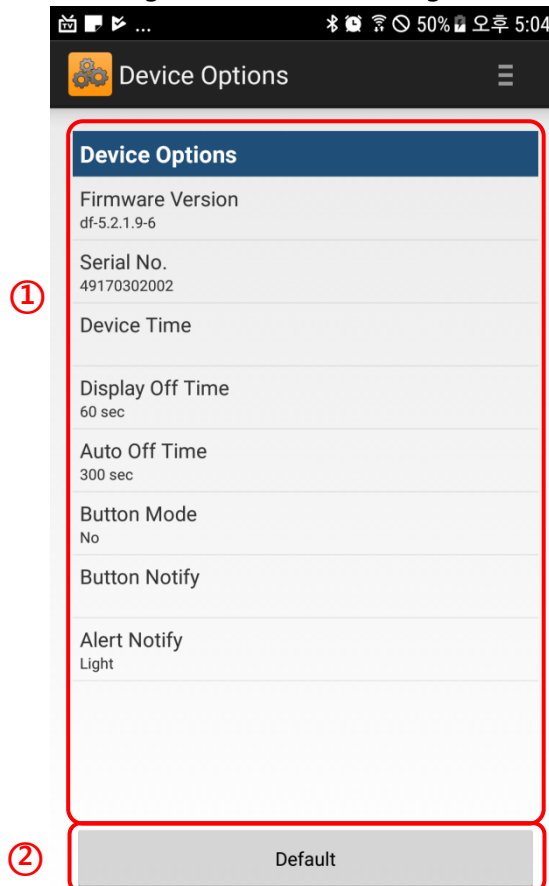 ... 50% 오후 5:04
Device Options
Device Options
Firmware Version
df-5.2.1.9-6
Serial No.
49170302002
①
Device Time
Display Off Time
60 sec
Auto Off Time
300 sec
Button Mode
No
Button Notify
Alert Notify
Light
②
Default